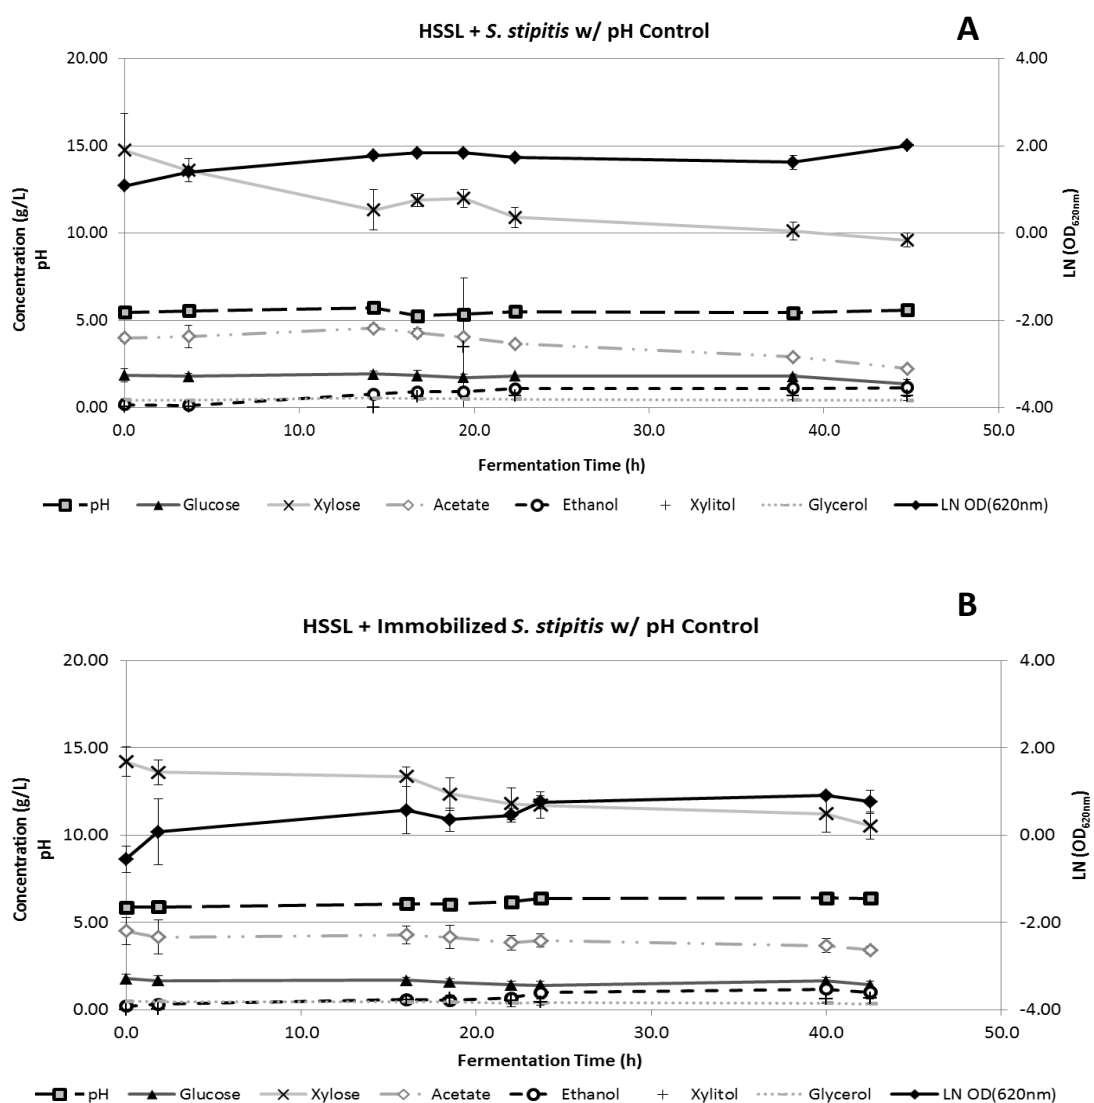 HSSL + S. stipitis w/ pH Control
A
20.00
15.00
10.00
5.00
0.00
4.00
2.00
0.00
-2.00
-4.00
Concentration (g/L)
pH
LN (OD620nm)
0.0 10.0 20.0 30.0 40.0 50.0
Fermentation Time (h)
pH Glucose Xylose Acetate Ethanol Xylitol Glycerol LN OD(620nm)
B
HSSL + Immobilized S. stipitis w/ pH Control
20.00
15.00
10.00
5.00
0.00
4.00
2.00
0.00
-2.00
-4.00
Concentration (g/L)
pH
LN (OD620nm)
0.0 10.0 20.0 30.0 40.0 50.0
Fermentation Time (h)
pH Glucose Xylose Acetate Ethanol Xylitol Glycerol LN OD(620nm)